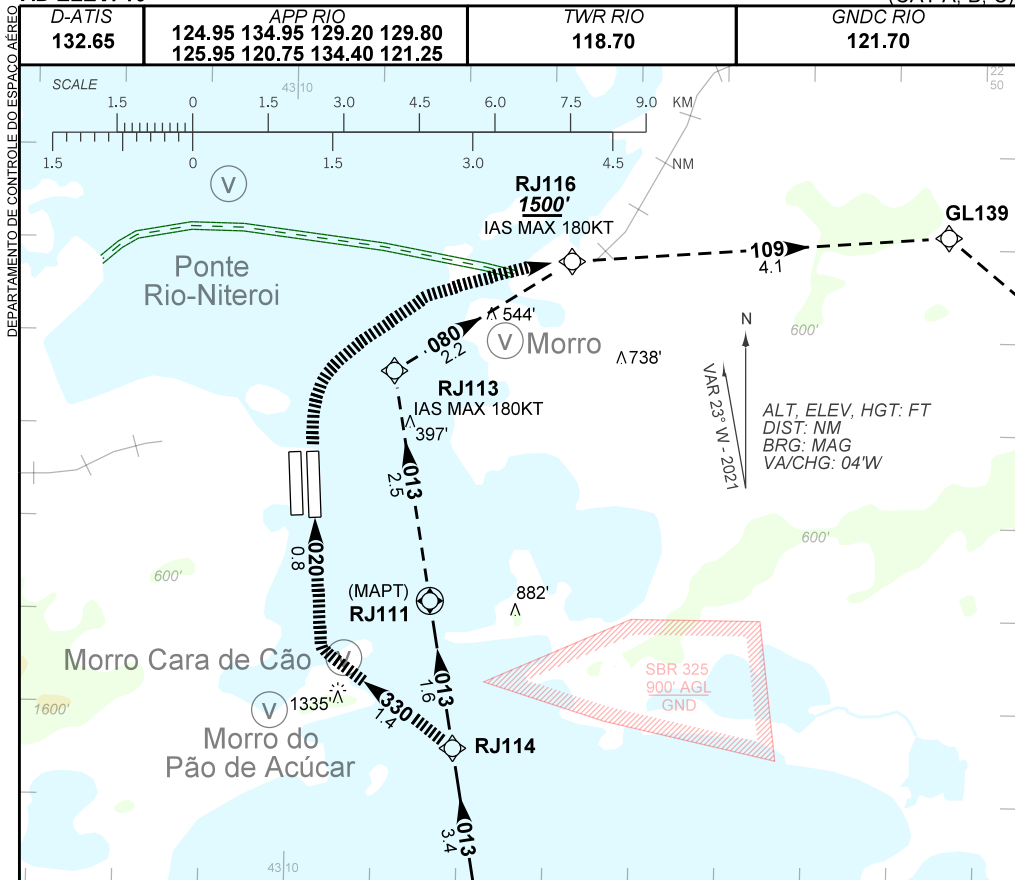 D-ATIS
132.65
APP RIO
124.95 134.95 129.20 129.80
125.95 120.75 134.40 121.25
TWR RIO
118.70
GNDC RIO
121.70
DEPARTAMENTO DE CONTROLE DO ESPAÇO AÉREO
SCALE
43 10
22
50
1.5 0 1.5 3.0 4.5 6.0 7.5 9.0 KM
1.5 0 1.5 3.0 4.5 NM
V
RJ116
1500'
IAS MAX 180KT
GL139
Ponte
Rio-Niteroi
109
4.1
544'
V Morro
080
2.2
738'
600'
N
VAR 23° W - 2021
RJ113
IAS MAX 180KT
397'
ALT, ELEV, HGT: FT
DIST: NM
BRG: MAG
VA/CHG: 04'W
013
2.5
020
0.8
600'
600'
(MAPT)
RJ111
882'
Morro Cara de Cão V
013
1.6
SBR 325
900' AGL
GND
1600'
V
1335'
330
1.4
Morro do
Pão de Acúcar
RJ114
013
3.4
43 10